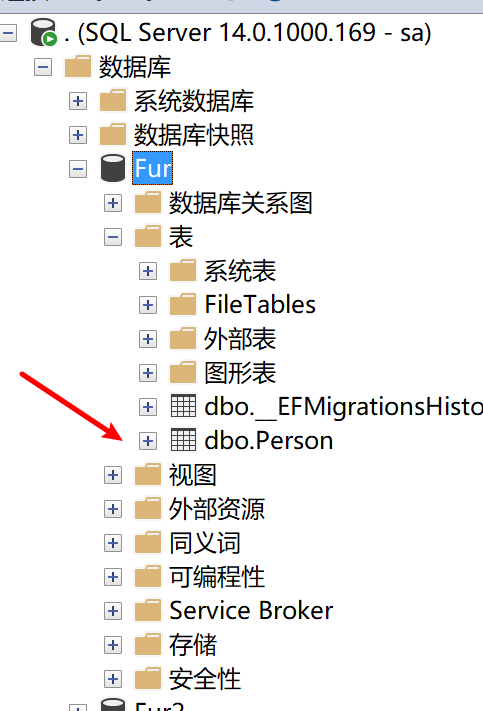 . (SQL Server 14.0.1000.169 - sa)
数据库
系统数据库
数据库快照
Fur
数据库关系图
表
系统表
FileTables
外部表
图形表
dbo.__EFMigrationsHisto
dbo.Person
视图
外部资源
同义词
可编程性
Service Broker
存储
安全性
Fur2